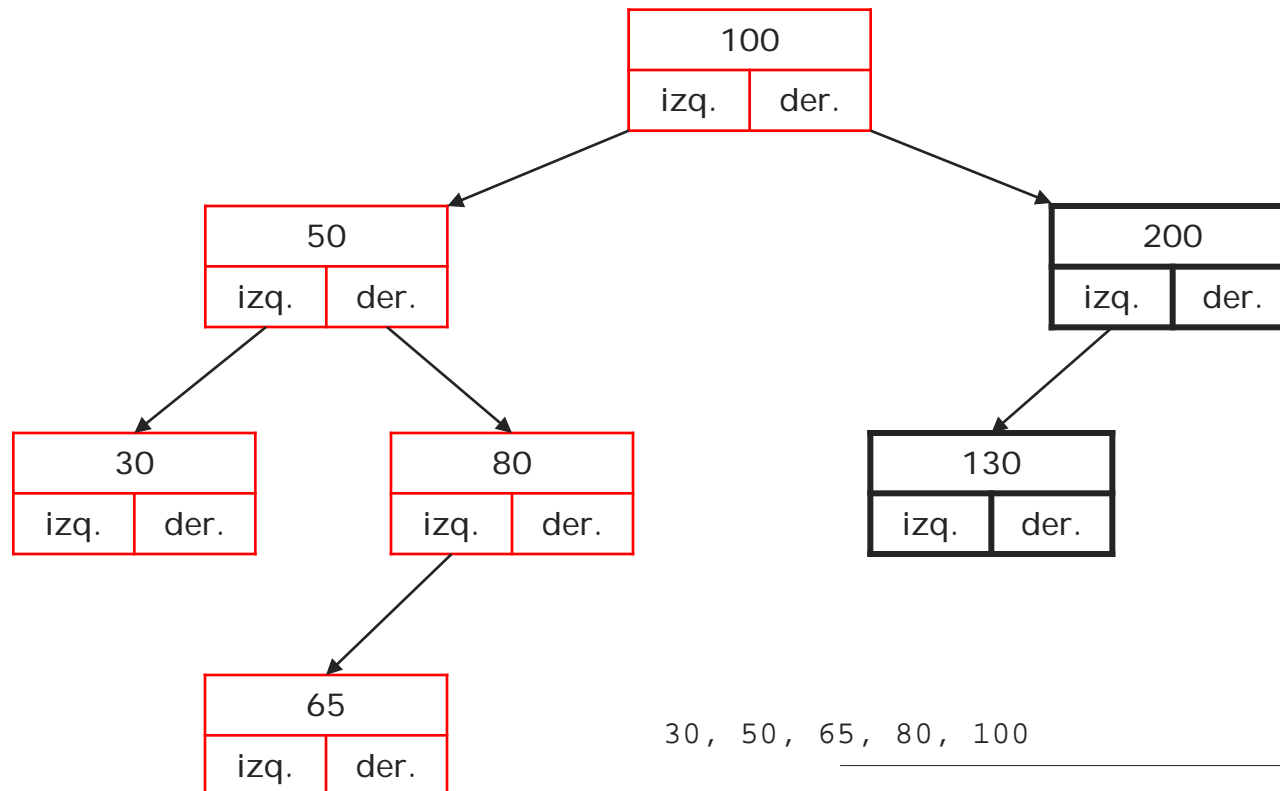 100
izq. der.
50
200
izq. der.
izq. der.
30
80
130
izq. der.
izq. der.
izq. der.
65
izq. der.
30, 50, 65, 80, 100